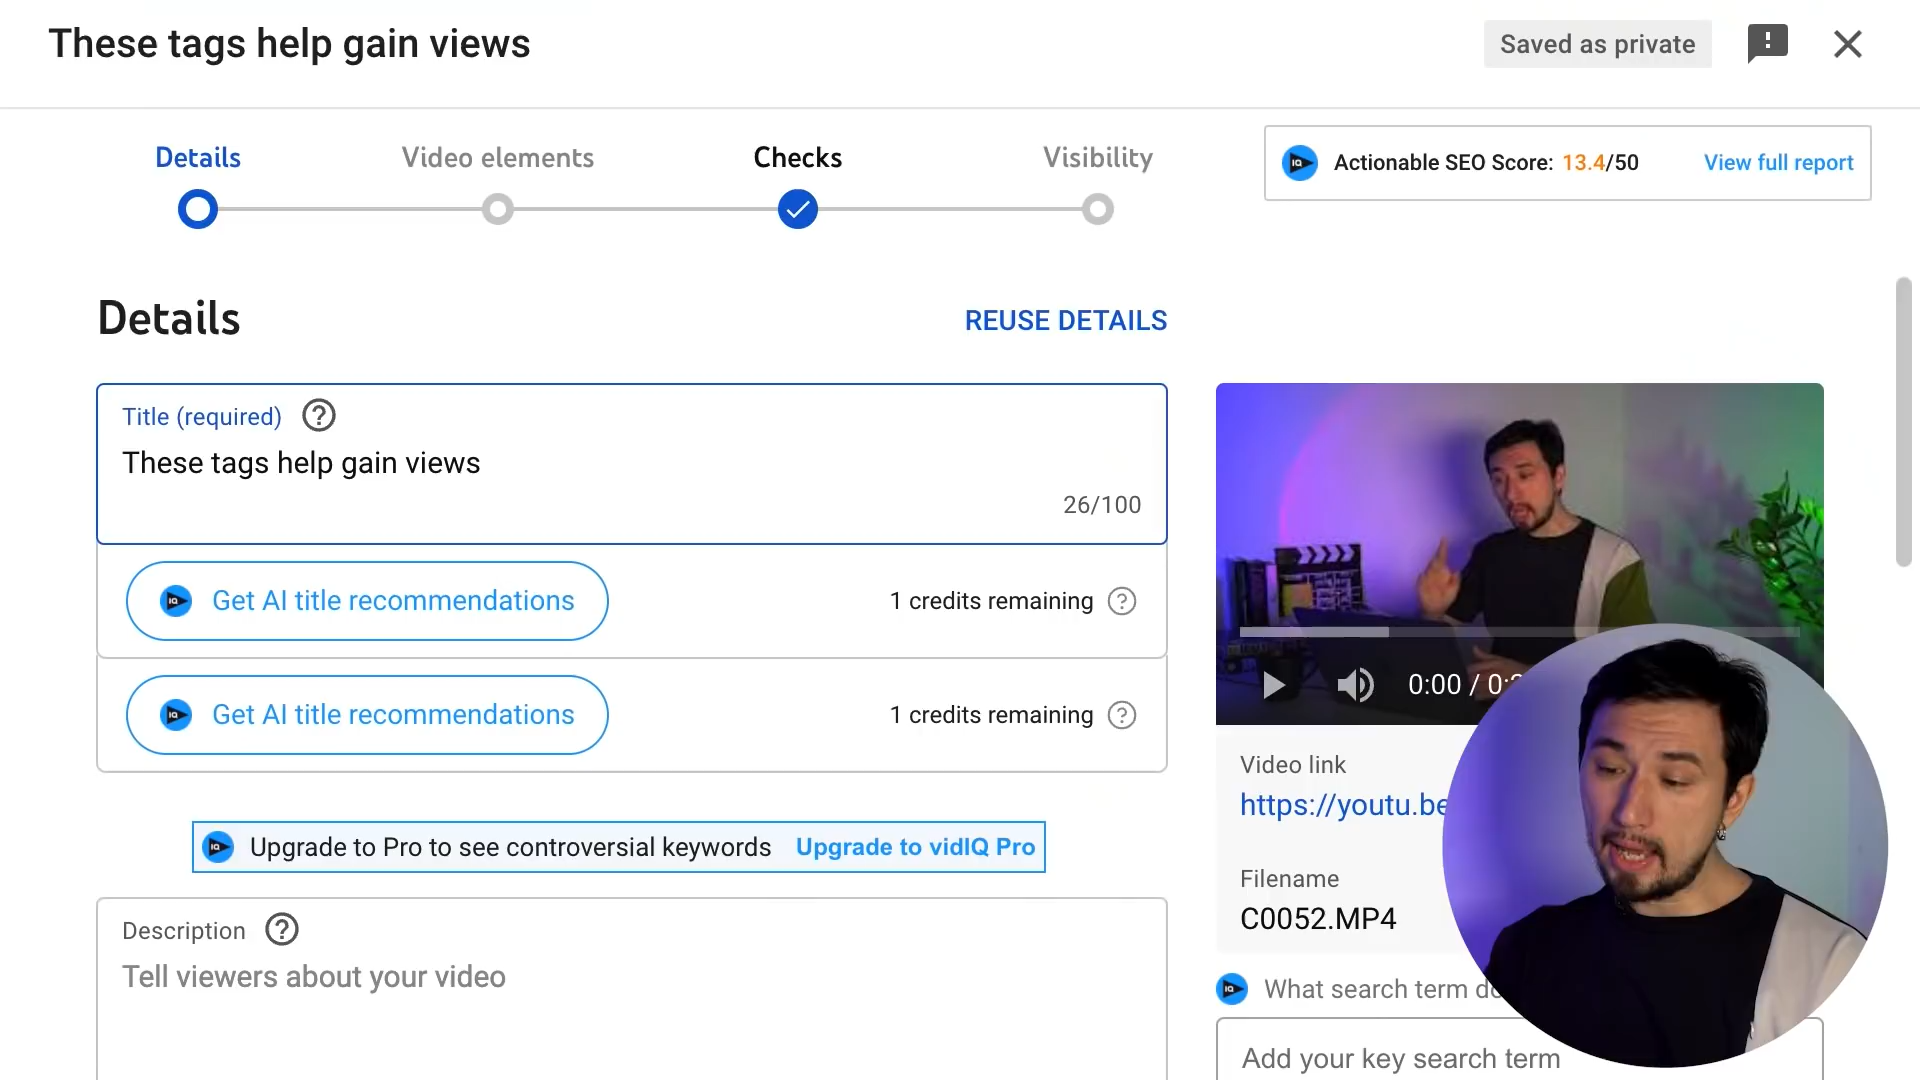 These tags help gain views
Saved as private
Details
Video elements
Checks
Visibility
Actionable SEO Score: 13.4/50
View full report
Details
REUSE DETAILS
Title (required)
These tags help gain views
26/100
Get AI title recommendations
1 credits remaining
Get AI title recommendations
1 credits remaining
Upgrade to Pro to see controversial keywords
Upgrade to vidIQ Pro
Description
Tell viewers about your video
0:00 / 0:
Video link
https://youtu.be
Filename
C0052.MP4
What search term
Add your key search term